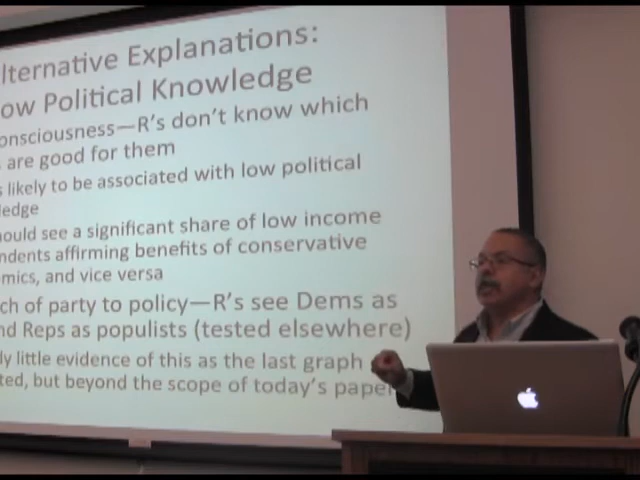 lternative Explanations:
ow Political Knowledge
onsciousness—R's don't know which
are good for them
likely to be associated with low political
ledge
ould see a significant share of low income
ndents affirming benefits of conservative
mics, and vice versa
ch of party to policy—R's see Dems as
nd Reps as populists (tested elsewhere)
ly little evidence of this as the last graph
ted, but beyond the scope of today's paper